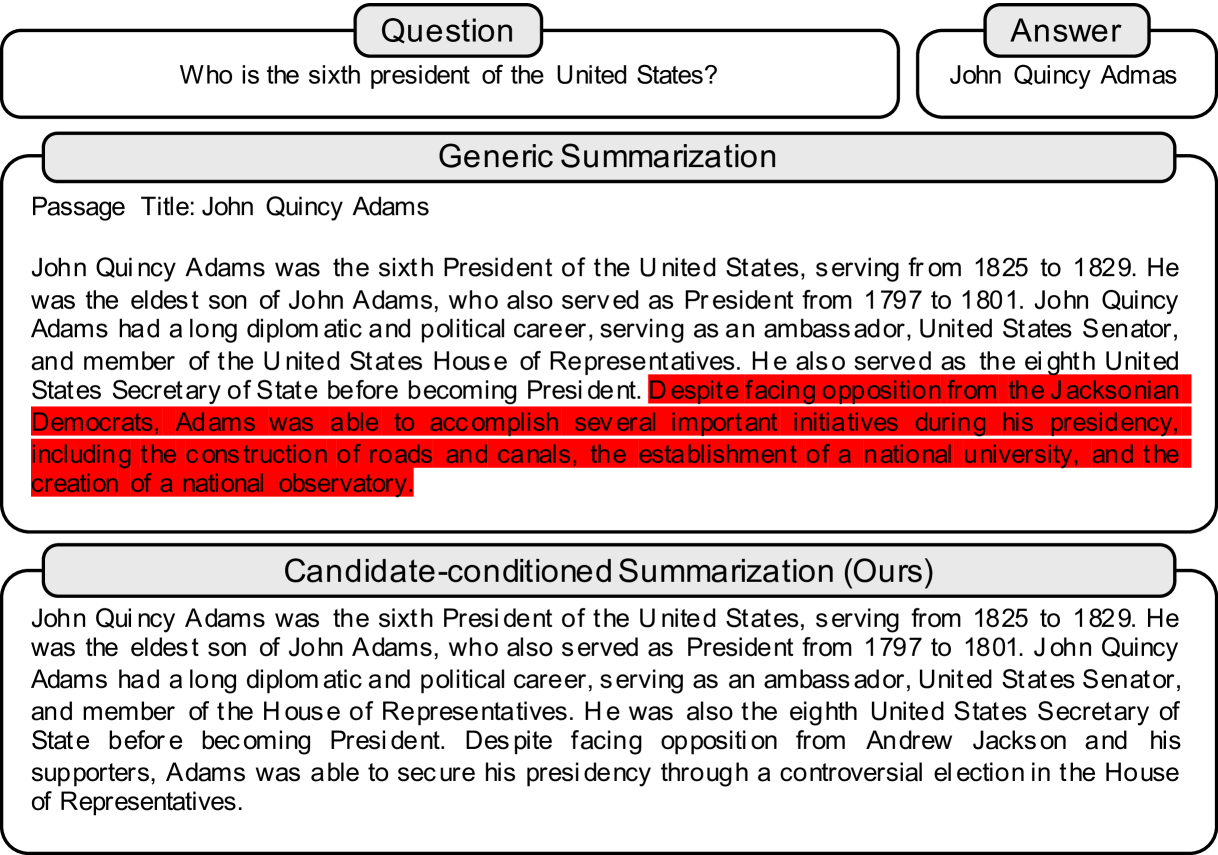 Question
Answer
Who is the sixth president of the United States?
John Quincy Admas
Generic Summarization
Passage Title: John Quincy Adams
John Quincy Adams was the sixth President of the United States, serving from 1825 to 1829. He
was the eldest son of John Adams, who also served as President from 1797 to 1801. John Quincy
Adams had a long diplomatic and political career, serving as an ambassador, United States Senator,
and member of the United States House of Representatives. He also served as the eighth United
States Secretary of State before becoming President. Despite facing opposition from the Jacksonian
Democrats, Adams was able to accomplish several important initiatives during his presidency,
including the construction of roads and canals, the establishment of a national university, and the
creation of a national observatory.
Candidate-conditioned Summarization (Ours)
John Quincy Adams was the sixth President of the United States, serving from 1825 to 1829. He
was the eldest son of John Adams, who also served as President from 1797 to 1801. John Quincy
Adams had a long diplomatic and political career, serving as an ambassador, United States Senator,
and member of the House of Representatives. He was also the eighth United States Secretary of
State before becoming President. Despite facing opposition from Andrew Jackson and his
supporters, Adams was able to secure his presidency through a controversial election in the House
of Representatives.